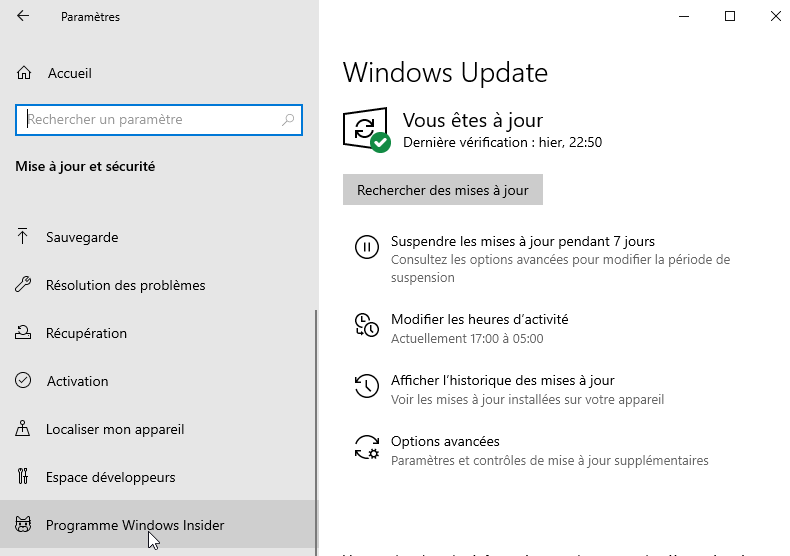 Paramètres
Accueil
Rechercher un paramètre
Mise à jour et sécurité
Sauvegarde
Résolution des problèmes
Récupération
Activation
Localiser mon appareil
Espace développeurs
Programme Windows Insider
Windows Update
Vous êtes à jour
Dernière vérification : hier, 22:50
Rechercher des mises à jour
Suspendre les mises à jour pendant 7 jours
Consultez les options avancées pour modifier la période de
suspension
Modifier les heures d’activité
Actuellement 17:00 à 05:00
Afficher l’historique des mises à jour
Voir les mises à jour installées sur votre appareil
Options avancées
Paramètres et contrôles de mise à jour supplémentaires